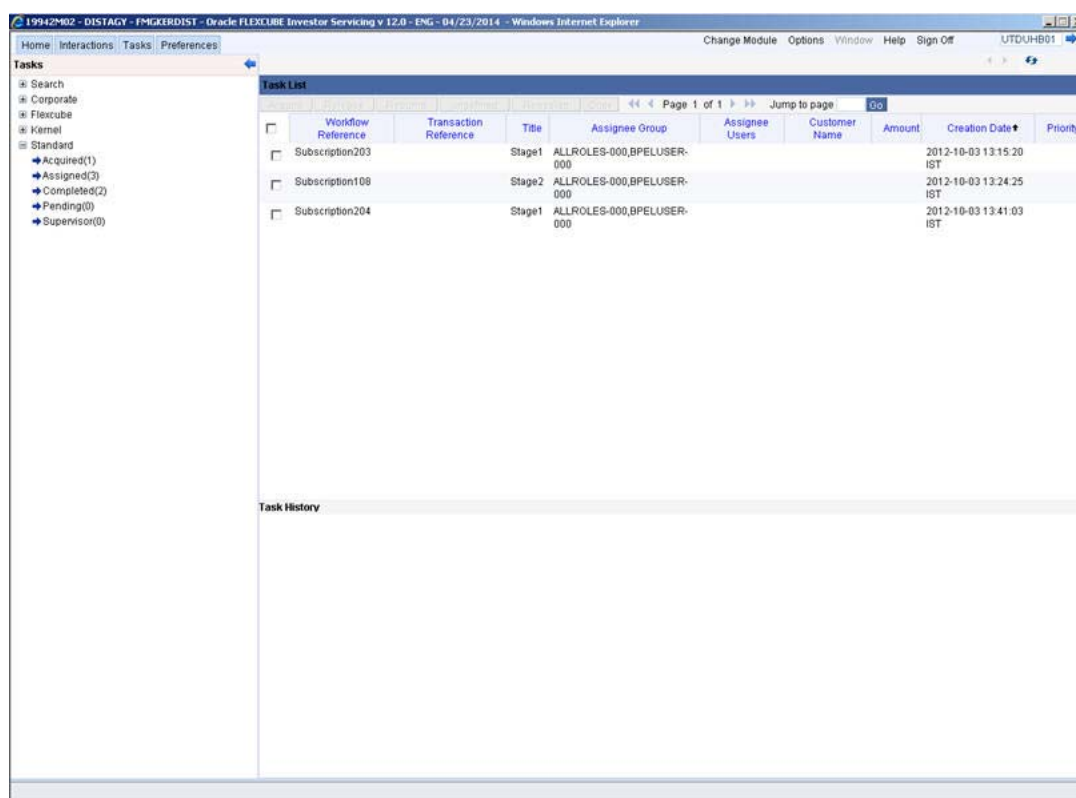 19942M02 - DISTAGY - FMGKERDIST - Oracle FLEXCUBE Investor Servicing v 12.0 - ENG - 04/23/2014 - Windows Internet Explorer
Home Interactions Tasks Preferences Change Module Options Window Help Sign Off UTDUHB01
Tasks
Search
Corporate
Flexcube
Kernel
Standard
Acquired(1)
Assigned(3)
Completed(2)
Pending(0)
Supervisor(0)
Task List
Page 1 of 1 Jump to page Go
Workflow Reference Transaction Reference Title Assignee Group Assignee Users Customer Name Amount Creation Date Priority
Subscription203 Stage1 ALLROLES-000,BPELUSER-000 2012-10-03 13:15:20 IST
Subscription108 Stage2 ALLROLES-000,BPELUSER-000 2012-10-03 13:24:25 IST
Subscription204 Stage1 ALLROLES-000,BPELUSER-000 2012-10-03 13:41:03 IST
Task History